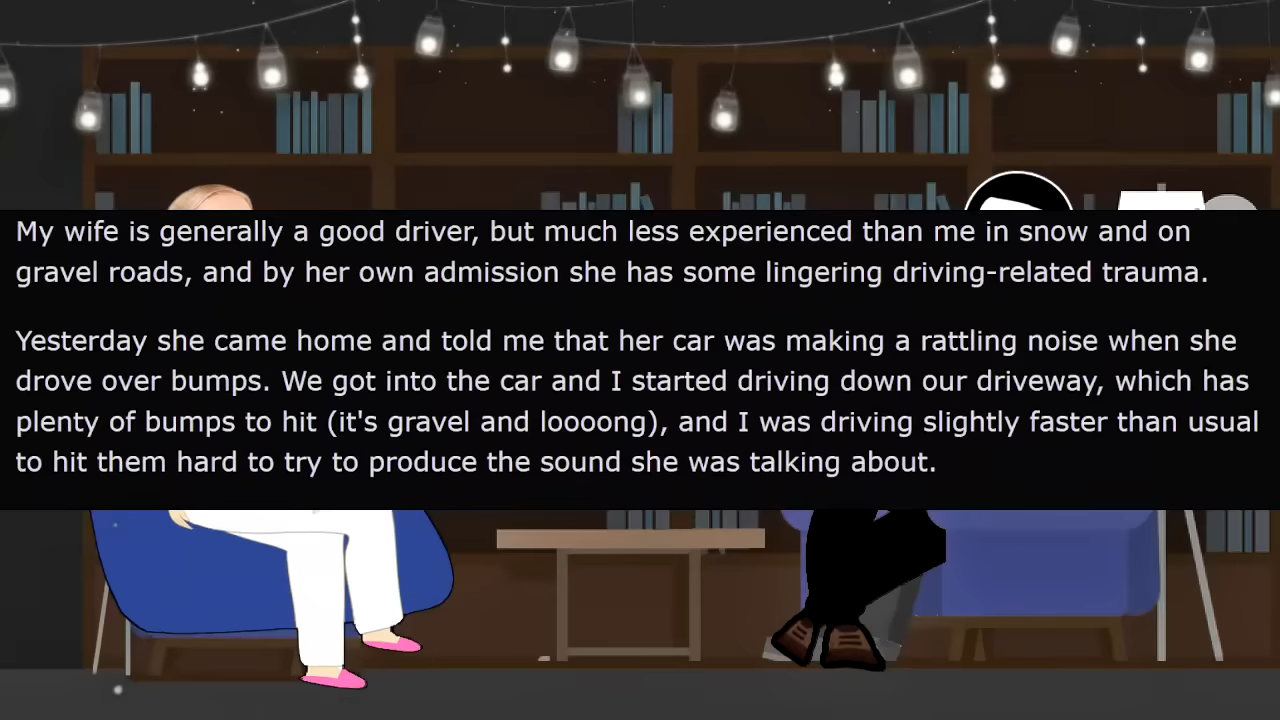 My wife is generally a good driver, but much less experienced than me in snow and on
gravel roads, and by her own admission she has some lingering driving-related trauma.
Yesterday she came home and told me that her car was making a rattling noise when she
drove over bumps. We got into the car and I started driving down our driveway, which has
plenty of bumps to hit (it's gravel and loooong), and I was driving slightly faster than usual
to hit them hard to try to produce the sound she was talking about.